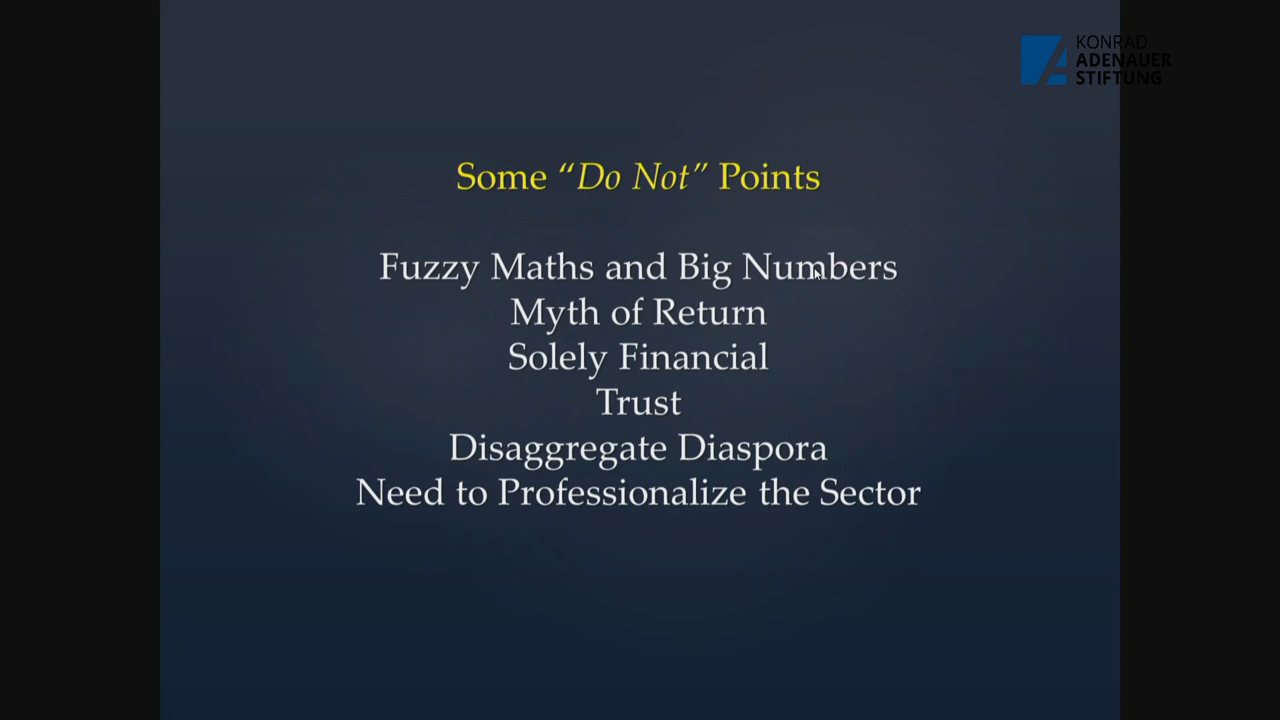 KONRAD
ADENAUER
STIFTUNG
Some “Do Not” Points
Fuzzy Maths and Big Numbers
Myth of Return
Solely Financial
Trust
Disaggregate Diaspora
Need to Professionalize the Sector